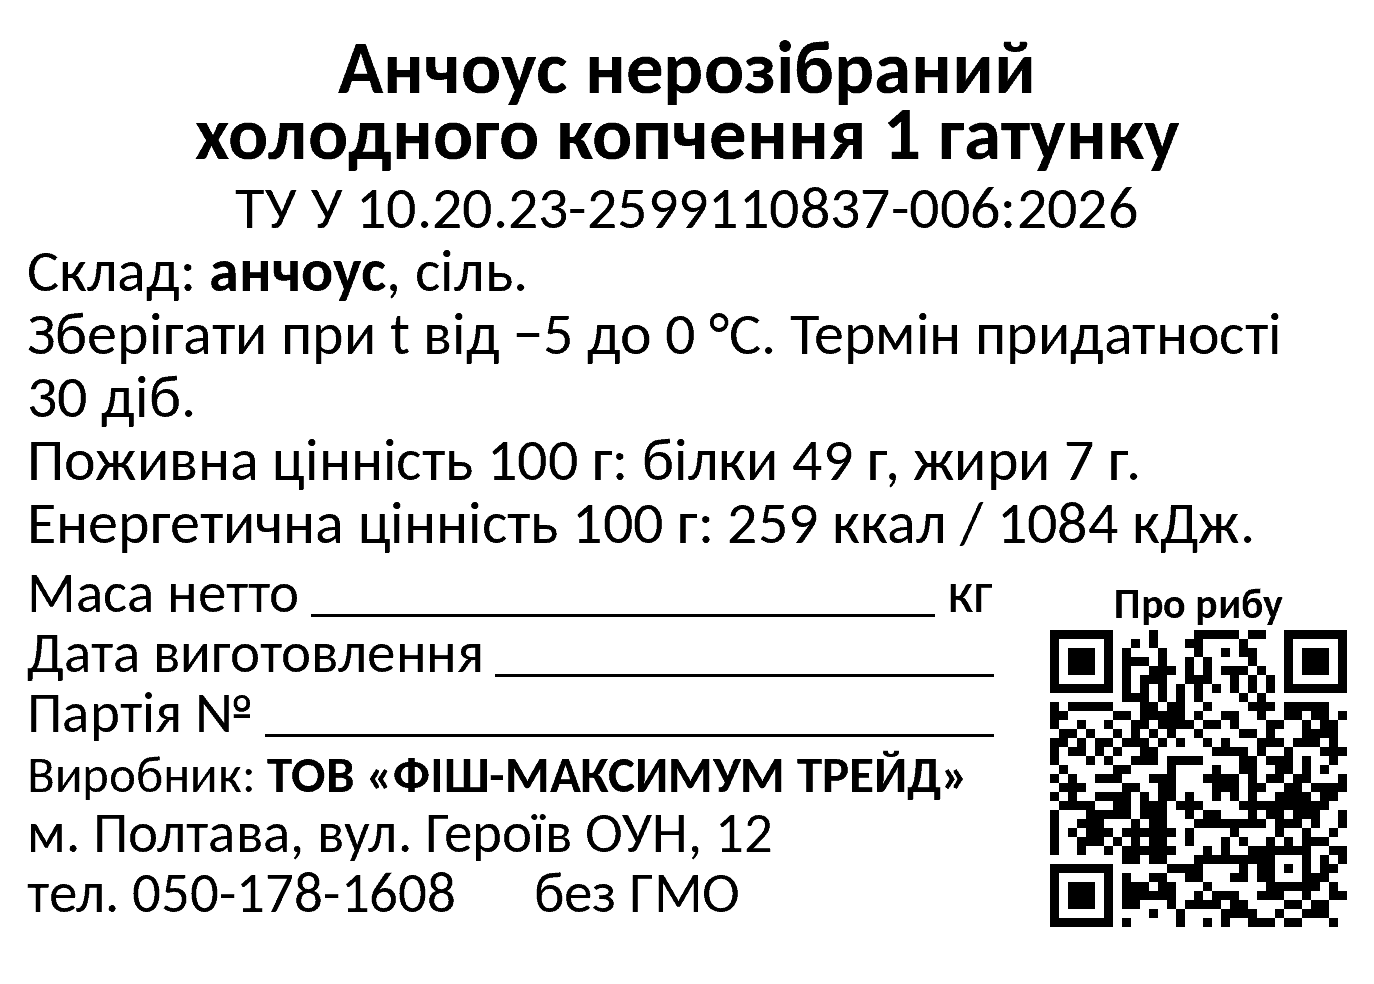 Анчоус нерозібраний
холодного копчення 1 гатунку
ТУ У 10.20.23-2599110837-006:2026
Склад: анчоус, сіль.
Зберігати при t від −5 до 0 °С. Термін придатності
30 діб.
Поживна цінність 100 г: білки 49 г, жири 7 г.
Енергетична цінність 100 г: 259 ккал / 1084 кДж.
Маса нетто ______________________ кг
Дата виготовлення __________________
Партія № __________________________
Про рибу
Виробник: ТОВ «ФІШ-МАКСИМУМ ТРЕЙД»
м. Полтава, вул. Героїв ОУН, 12
тел. 050-178-1608 без ГМО